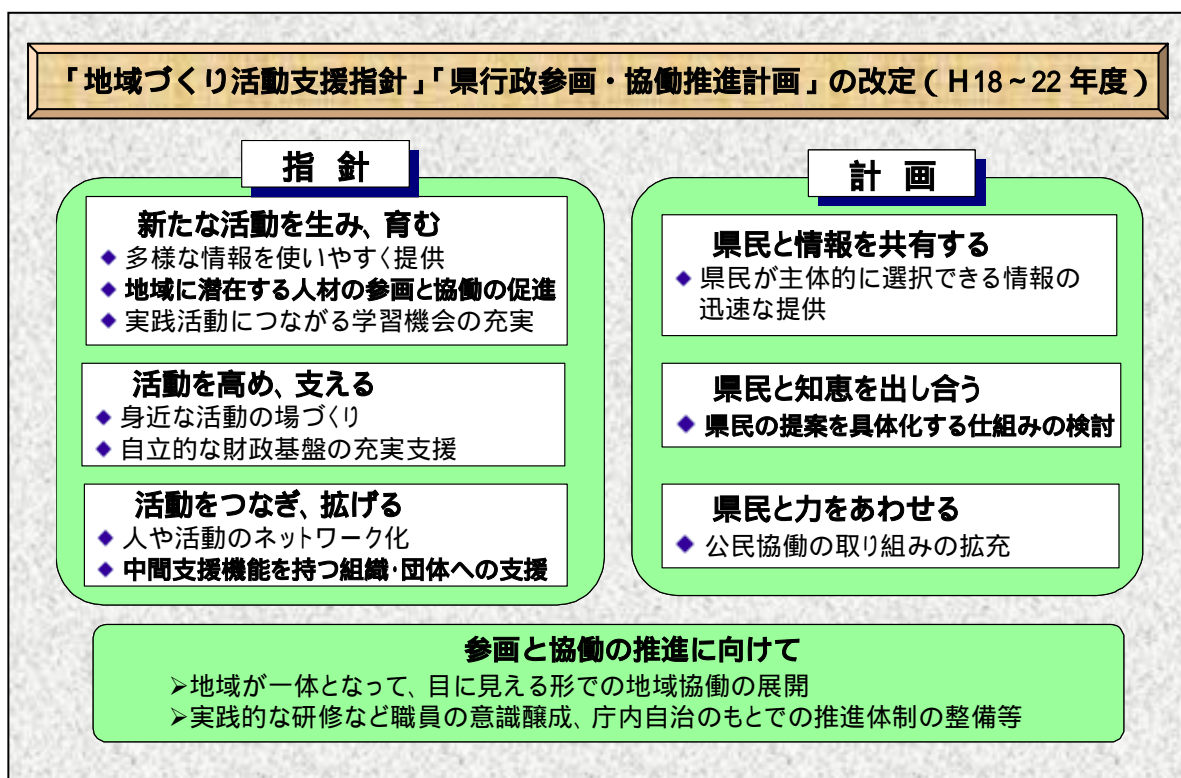 「地域づくり活動支援指針」「県行政参画・協働推進計画」の改定（H18~22年度）
指 針
新たな活動を生み、育む
◆ 多様な情報を使いやすく提供
◆ 地域に潜在する人材の参画と協働の促進
◆ 実践活動につながる学習機会の充実
活動を高め、支える
◆ 身近な活動の場づくり
◆ 自立的な財政基盤の充実支援
活動をつなぎ、拡げる
◆ 人や活動のネットワーク化
◆ 中間支援機能を持つ組織・団体への支援
計 画
県民と情報を共有する
◆ 県民が主体的に選択できる情報の
迅速な提供
県民と知恵を出し合う
◆ 県民の提案を具体化する仕組みの検討
県民と力をあわせる
◆ 公民協働の取り組みの拡充
参画と協働の推進に向けて
➢地域が一体となって、目に見える形での地域協働の展開
➢実践的な研修など職員の意識醸成、庁内自治のもとでの推進体制の整備等